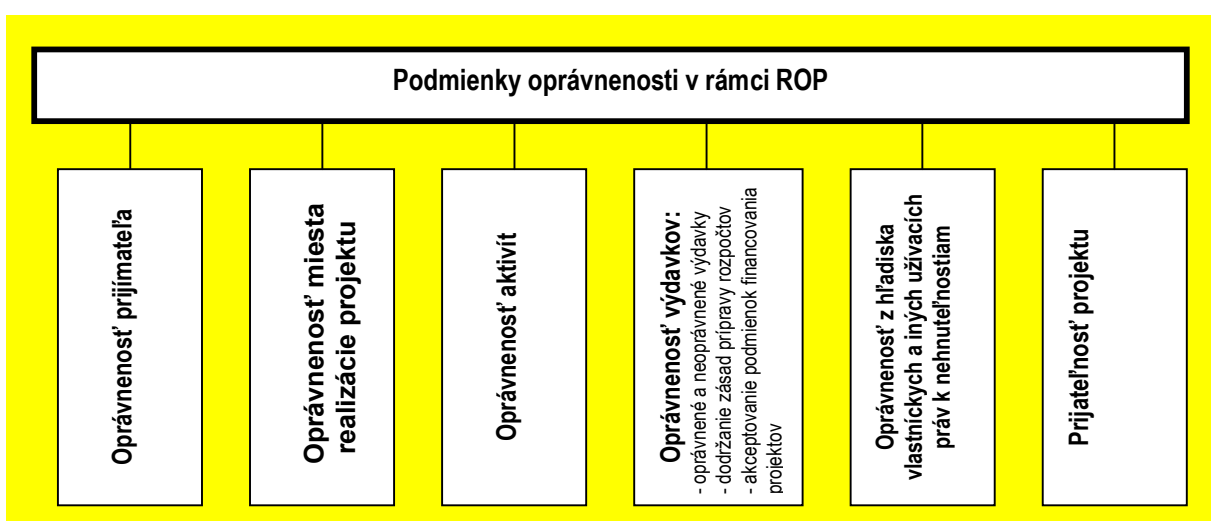 Podmienky oprávnenosti v rámci ROP
Oprávnenosť prijímateľa
Oprávnenosť miesta
realizácie projektu
Oprávnenosť aktivít
Oprávnenosť výdavkov:
- oprávnené a neoprávnené výdavky
- dodržanie zásad prípravy rozpočtov
- akceptovanie podmienok financovania
projektov
Oprávnenosť z hľadiska
vlastníckych a iných užívacích
práv k nehnuteľnostiam
Prijateľnosť projektu